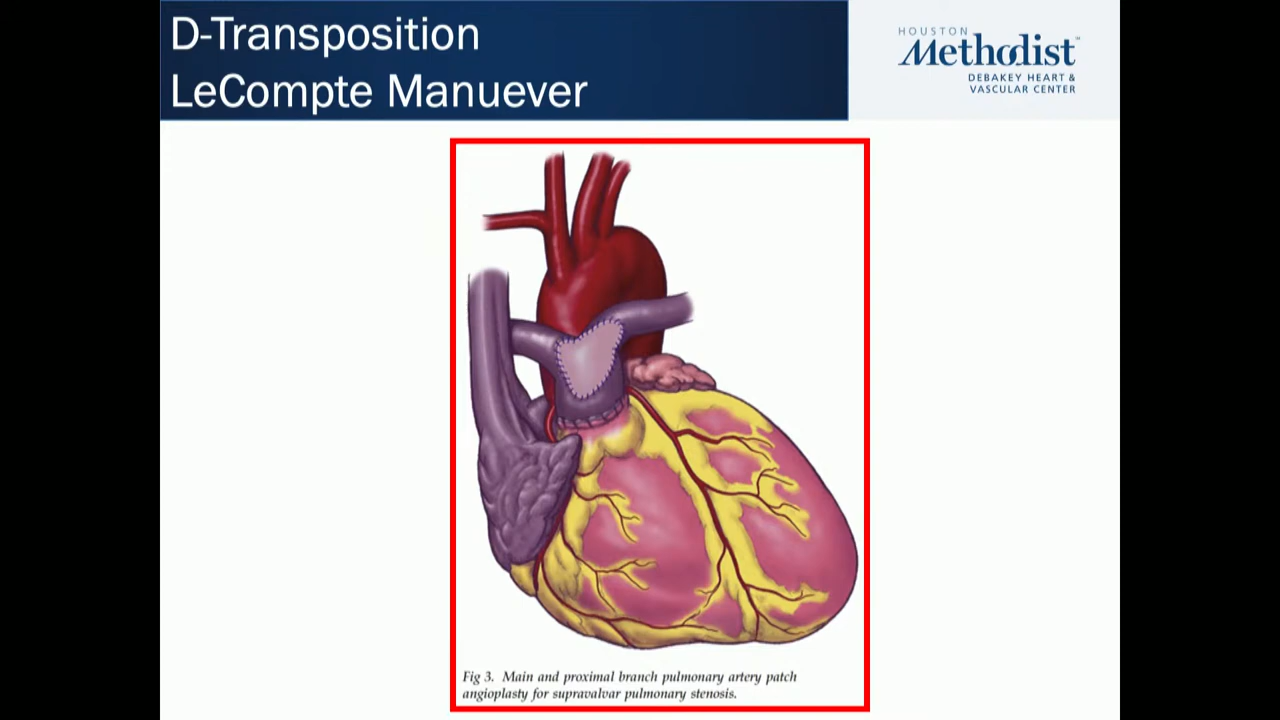 D-Transposition
LeCompte Manuever
HOUSTON
Methodist
DEBAKEY HEART &
VASCULAR CENTER
Fig 3. Main and proximal branch pulmonary artery patch
angioplasty for supravalvar pulmonary stenosis.